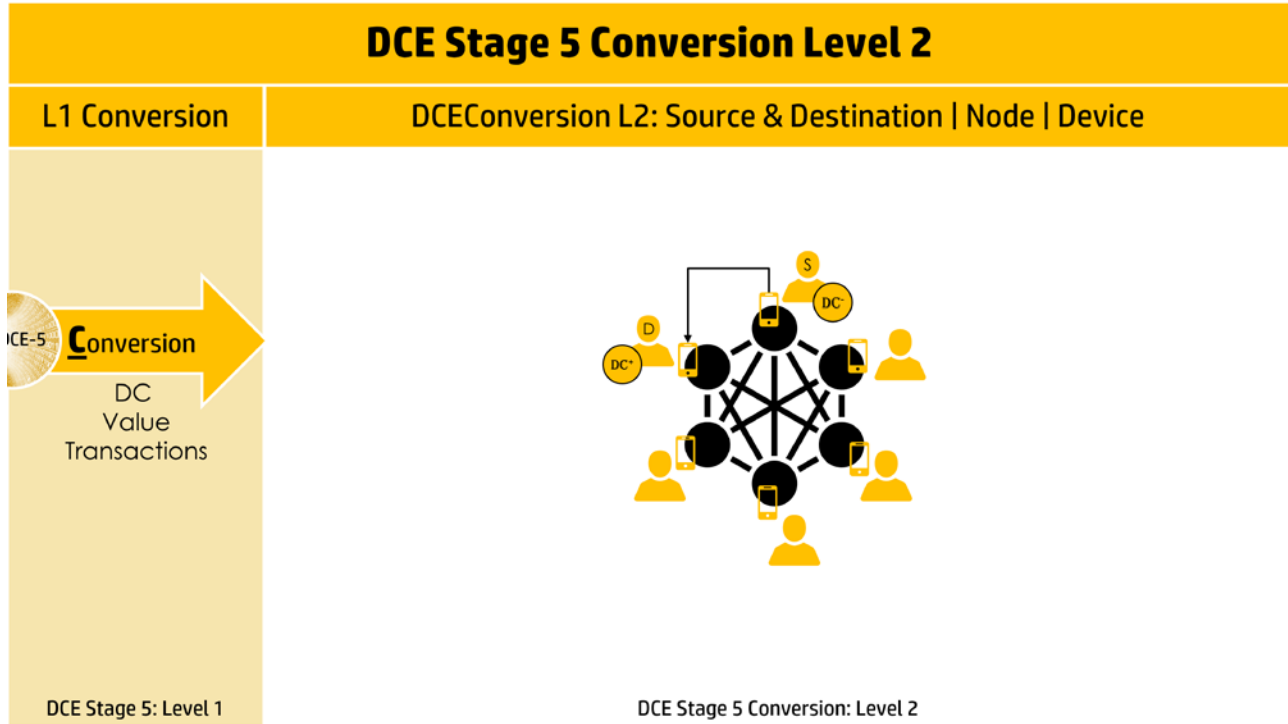 DCE Stage 5 Conversion Level 2
L1 Conversion
DCEConversion L2: Source & Destination | Node | Device
CE-5
Conversion
DC
Value
Transactions
S
DC⁻
D
DC⁺
DCE Stage 5: Level 1
DCE Stage 5 Conversion: Level 2